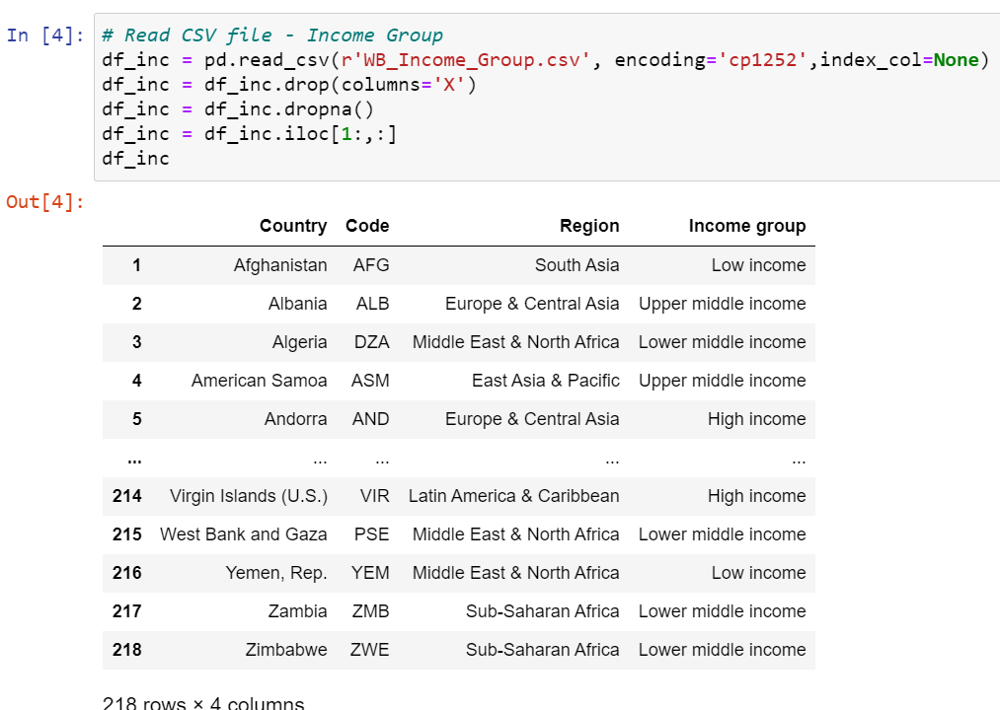 In [4]: # Read CSV file - Income Group
df_inc = pd.read_csv(r'WB_Income_Group.csv', encoding='cp1252',index_col=None)
df_inc = df_inc.drop(columns='X')
df_inc = df_inc.dropna()
df_inc = df_inc.iloc[1:,:]
df_inc
Out[4]:
Country Code Region Income group
1 Afghanistan AFG South Asia Low income
2 Albania ALB Europe & Central Asia Upper middle income
3 Algeria DZA Middle East & North Africa Lower middle income
4 American Samoa ASM East Asia & Pacific Upper middle income
5 Andorra AND Europe & Central Asia High income
... ... ... ... ...
214 Virgin Islands (U.S.) VIR Latin America & Caribbean High income
215 West Bank and Gaza PSE Middle East & North Africa Lower middle income
216 Yemen, Rep. YEM Middle East & North Africa Low income
217 Zambia ZMB Sub-Saharan Africa Lower middle income
218 Zimbabwe ZWE Sub-Saharan Africa Lower middle income
218 rows × 4 columns